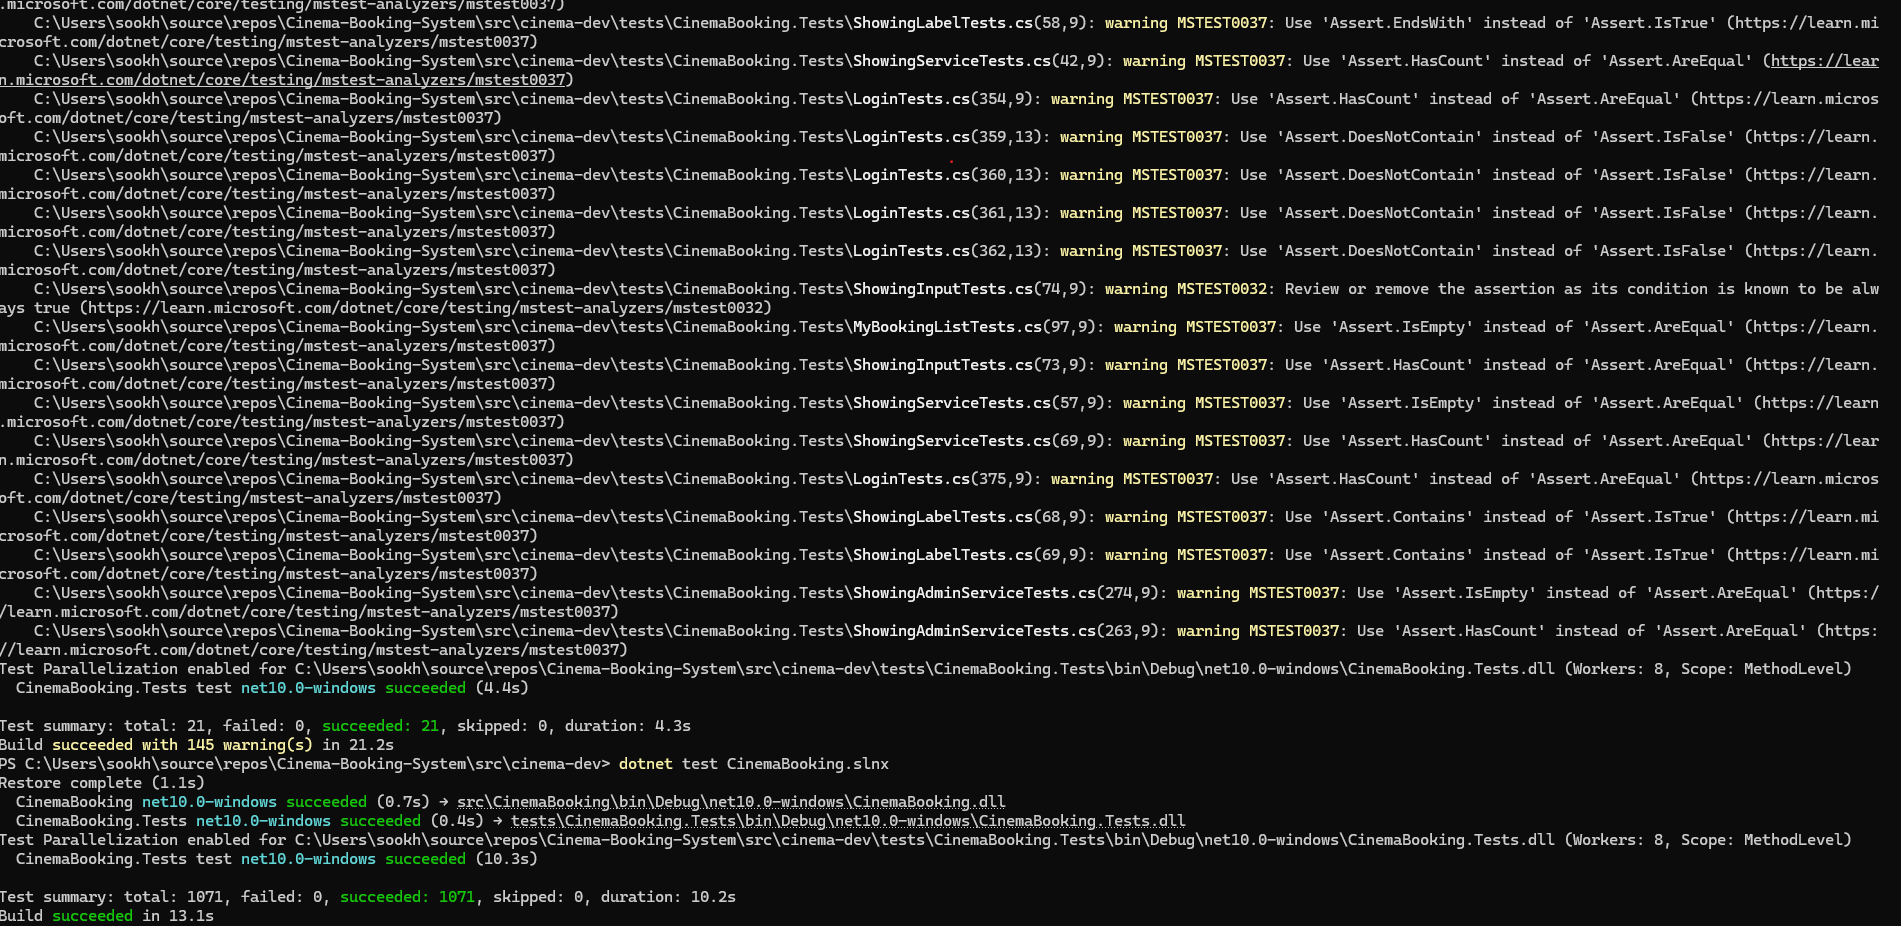 .microsoft.com/dotnet/core/testing/mstest-analyzers/mstest0037)
C:\Users\sookh\source\repos\Cinema-Booking-System\src\cinema-dev\tests\CinemaBooking.Tests\ShowingLabelTests.cs(58,9): warning MSTEST0037: Use 'Assert.EndsWith' instead of 'Assert.IsTrue' (https://learn.mi
crosoft.com/dotnet/core/testing/mstest-analyzers/mstest0037)
C:\Users\sookh\source\repos\Cinema-Booking-System\src\cinema-dev\tests\CinemaBooking.Tests\ShowingServiceTests.cs(42,9): warning MSTEST0037: Use 'Assert.HasCount' instead of 'Assert.AreEqual' (https://lear
n.microsoft.com/dotnet/core/testing/mstest-analyzers/mstest0037)
C:\Users\sookh\source\repos\Cinema-Booking-System\src\cinema-dev\tests\CinemaBooking.Tests\LoginTests.cs(354,9): warning MSTEST0037: Use 'Assert.HasCount' instead of 'Assert.AreEqual' (https://learn.micros
oft.com/dotnet/core/testing/mstest-analyzers/mstest0037)
C:\Users\sookh\source\repos\Cinema-Booking-System\src\cinema-dev\tests\CinemaBooking.Tests\LoginTests.cs(359,13): warning MSTEST0037: Use 'Assert.DoesNotContain' instead of 'Assert.IsFalse' (https://learn.
microsoft.com/dotnet/core/testing/mstest-analyzers/mstest0037)
C:\Users\sookh\source\repos\Cinema-Booking-System\src\cinema-dev\tests\CinemaBooking.Tests\LoginTests.cs(360,13): warning MSTEST0037: Use 'Assert.DoesNotContain' instead of 'Assert.IsFalse' (https://learn.
microsoft.com/dotnet/core/testing/mstest-analyzers/mstest0037)
C:\Users\sookh\source\repos\Cinema-Booking-System\src\cinema-dev\tests\CinemaBooking.Tests\LoginTests.cs(361,13): warning MSTEST0037: Use 'Assert.DoesNotContain' instead of 'Assert.IsFalse' (https://learn.
microsoft.com/dotnet/core/testing/mstest-analyzers/mstest0037)
C:\Users\sookh\source\repos\Cinema-Booking-System\src\cinema-dev\tests\CinemaBooking.Tests\LoginTests.cs(362,13): warning MSTEST0037: Use 'Assert.DoesNotContain' instead of 'Assert.IsFalse' (https://learn.
microsoft.com/dotnet/core/testing/mstest-analyzers/mstest0037)
C:\Users\sookh\source\repos\Cinema-Booking-System\src\cinema-dev\tests\CinemaBooking.Tests\ShowingInputTests.cs(74,9): warning MSTEST0032: Review or remove the assertion as its condition is known to be alw
ays true (https://learn.microsoft.com/dotnet/core/testing/mstest-analyzers/mstest0032)
C:\Users\sookh\source\repos\Cinema-Booking-System\src\cinema-dev\tests\CinemaBooking.Tests\MyBookingListTests.cs(97,9): warning MSTEST0037: Use 'Assert.IsEmpty' instead of 'Assert.AreEqual' (https://learn.
microsoft.com/dotnet/core/testing/mstest-analyzers/mstest0037)
C:\Users\sookh\source\repos\Cinema-Booking-System\src\cinema-dev\tests\CinemaBooking.Tests\ShowingInputTests.cs(73,9): warning MSTEST0037: Use 'Assert.HasCount' instead of 'Assert.AreEqual' (https://learn.
microsoft.com/dotnet/core/testing/mstest-analyzers/mstest0037)
C:\Users\sookh\source\repos\Cinema-Booking-System\src\cinema-dev\tests\CinemaBooking.Tests\ShowingServiceTests.cs(57,9): warning MSTEST0037: Use 'Assert.IsEmpty' instead of 'Assert.AreEqual' (https://learn
.microsoft.com/dotnet/core/testing/mstest-analyzers/mstest0037)
C:\Users\sookh\source\repos\Cinema-Booking-System\src\cinema-dev\tests\CinemaBooking.Tests\ShowingServiceTests.cs(69,9): warning MSTEST0037: Use 'Assert.HasCount' instead of 'Assert.AreEqual' (https://lear
n.microsoft.com/dotnet/core/testing/mstest-analyzers/mstest0037)
C:\Users\sookh\source\repos\Cinema-Booking-System\src\cinema-dev\tests\CinemaBooking.Tests\LoginTests.cs(375,9): warning MSTEST0037: Use 'Assert.HasCount' instead of 'Assert.AreEqual' (https://learn.micros
oft.com/dotnet/core/testing/mstest-analyzers/mstest0037)
C:\Users\sookh\source\repos\Cinema-Booking-System\src\cinema-dev\tests\CinemaBooking.Tests\ShowingLabelTests.cs(68,9): warning MSTEST0037: Use 'Assert.Contains' instead of 'Assert.IsTrue' (https://learn.mi
crosoft.com/dotnet/core/testing/mstest-analyzers/mstest0037)
C:\Users\sookh\source\repos\Cinema-Booking-System\src\cinema-dev\tests\CinemaBooking.Tests\ShowingLabelTests.cs(69,9): warning MSTEST0037: Use 'Assert.Contains' instead of 'Assert.IsTrue' (https://learn.mi
crosoft.com/dotnet/core/testing/mstest-analyzers/mstest0037)
C:\Users\sookh\source\repos\Cinema-Booking-System\src\cinema-dev\tests\CinemaBooking.Tests\ShowingAdminServiceTests.cs(274,9): warning MSTEST0037: Use 'Assert.IsEmpty' instead of 'Assert.AreEqual' (https:/
/learn.microsoft.com/dotnet/core/testing/mstest-analyzers/mstest0037)
C:\Users\sookh\source\repos\Cinema-Booking-System\src\cinema-dev\tests\CinemaBooking.Tests\ShowingAdminServiceTests.cs(263,9): warning MSTEST0037: Use 'Assert.HasCount' instead of 'Assert.AreEqual' (https:
//learn.microsoft.com/dotnet/core/testing/mstest-analyzers/mstest0037)
Test Parallelization enabled for C:\Users\sookh\source\repos\Cinema-Booking-System\src\cinema-dev\tests\CinemaBooking.Tests\bin\Debug\net10.0-windows\CinemaBooking.Tests.dll (Workers: 8, Scope: MethodLevel)
CinemaBooking.Tests test net10.0-windows succeeded (4.4s)
Test summary: total: 21, failed: 0, succeeded: 21, skipped: 0, duration: 4.3s
Build succeeded with 145 warning(s) in 21.2s
PS C:\Users\sookh\source\repos\Cinema-Booking-System\src\cinema-dev> dotnet test CinemaBooking.slnx
Restore complete (1.1s)
CinemaBooking net10.0-windows succeeded (0.7s) → src\CinemaBooking\bin\Debug\net10.0-windows\CinemaBooking.dll
CinemaBooking.Tests net10.0-windows succeeded (0.4s) → tests\CinemaBooking.Tests\bin\Debug\net10.0-windows\CinemaBooking.Tests.dll
Test Parallelization enabled for C:\Users\sookh\source\repos\Cinema-Booking-System\src\cinema-dev\tests\CinemaBooking.Tests\bin\Debug\net10.0-windows\CinemaBooking.Tests.dll (Workers: 8, Scope: MethodLevel)
CinemaBooking.Tests test net10.0-windows succeeded (10.3s)
Test summary: total: 1071, failed: 0, succeeded: 1071, skipped: 0, duration: 10.2s
Build succeeded in 13.1s